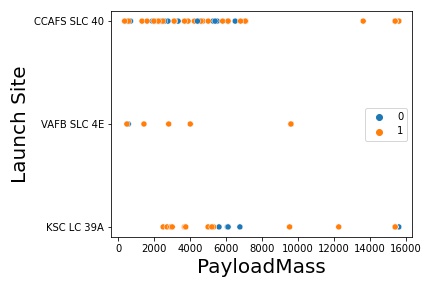 CCAFS SLC 40
VAFB SLC 4E
KSC LC 39A
Launch Site
0
1
0 2000 4000 6000 8000 10000 12000 14000 16000
PayloadMass